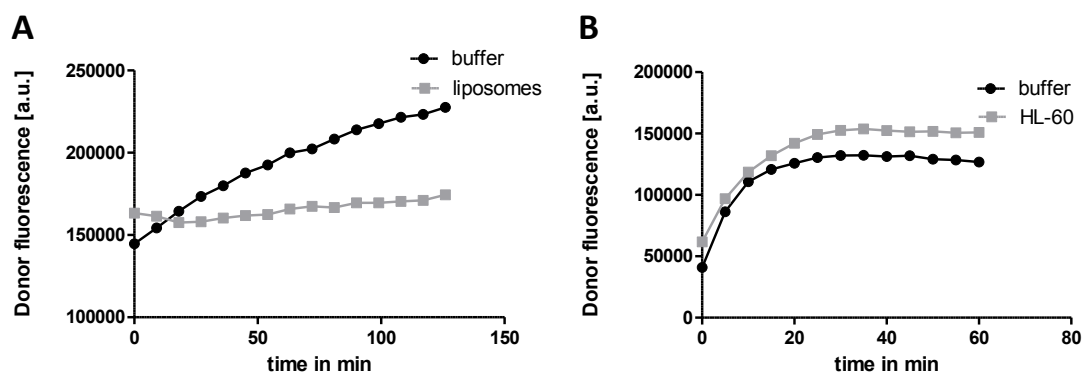 A
Donor fluorescence [a.u.]
250000
200000
150000
100000
0
50
100
150
time in min
buffer
liposomes
B
Donor fluorescence [a.u.]
200000
150000
100000
50000
0
0
20
40
60
80
time in min
buffer
HL-60